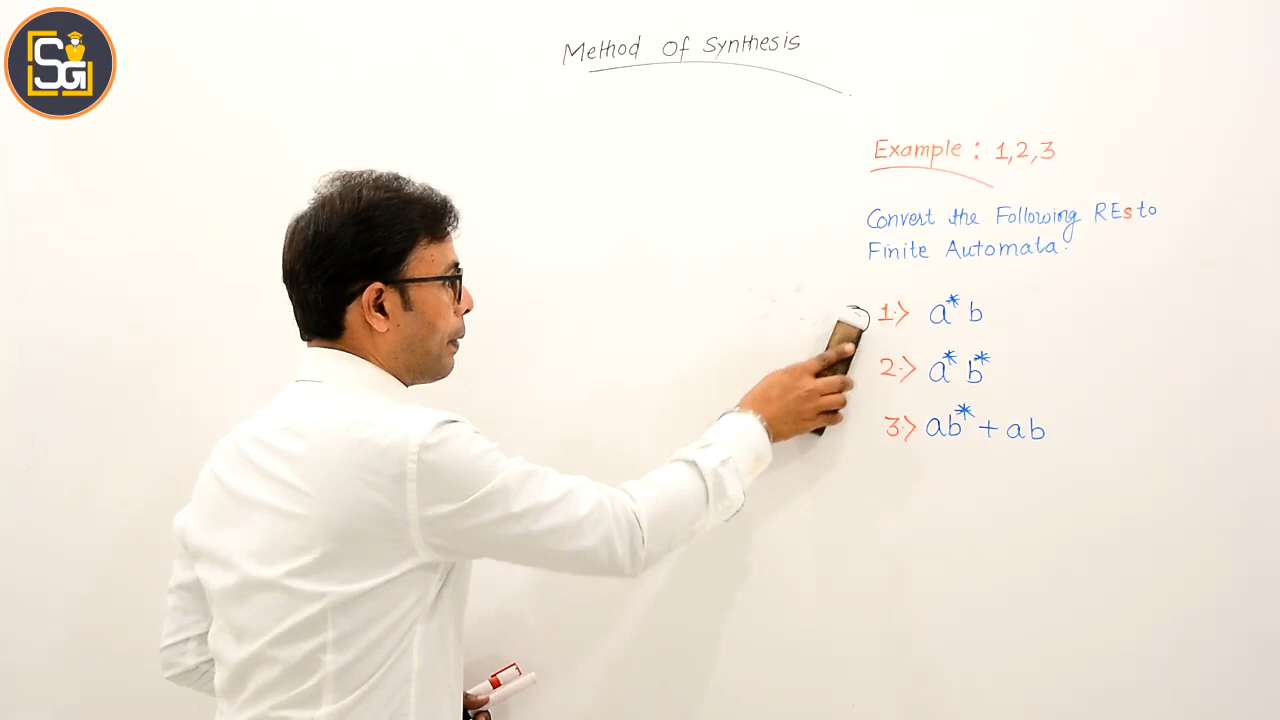 SG
Method Of Synthesis
Example : 1,2,3
Convert the Following REs to
Finite Automata.
1.> a* b
2.> a* b*
3.> ab* + ab